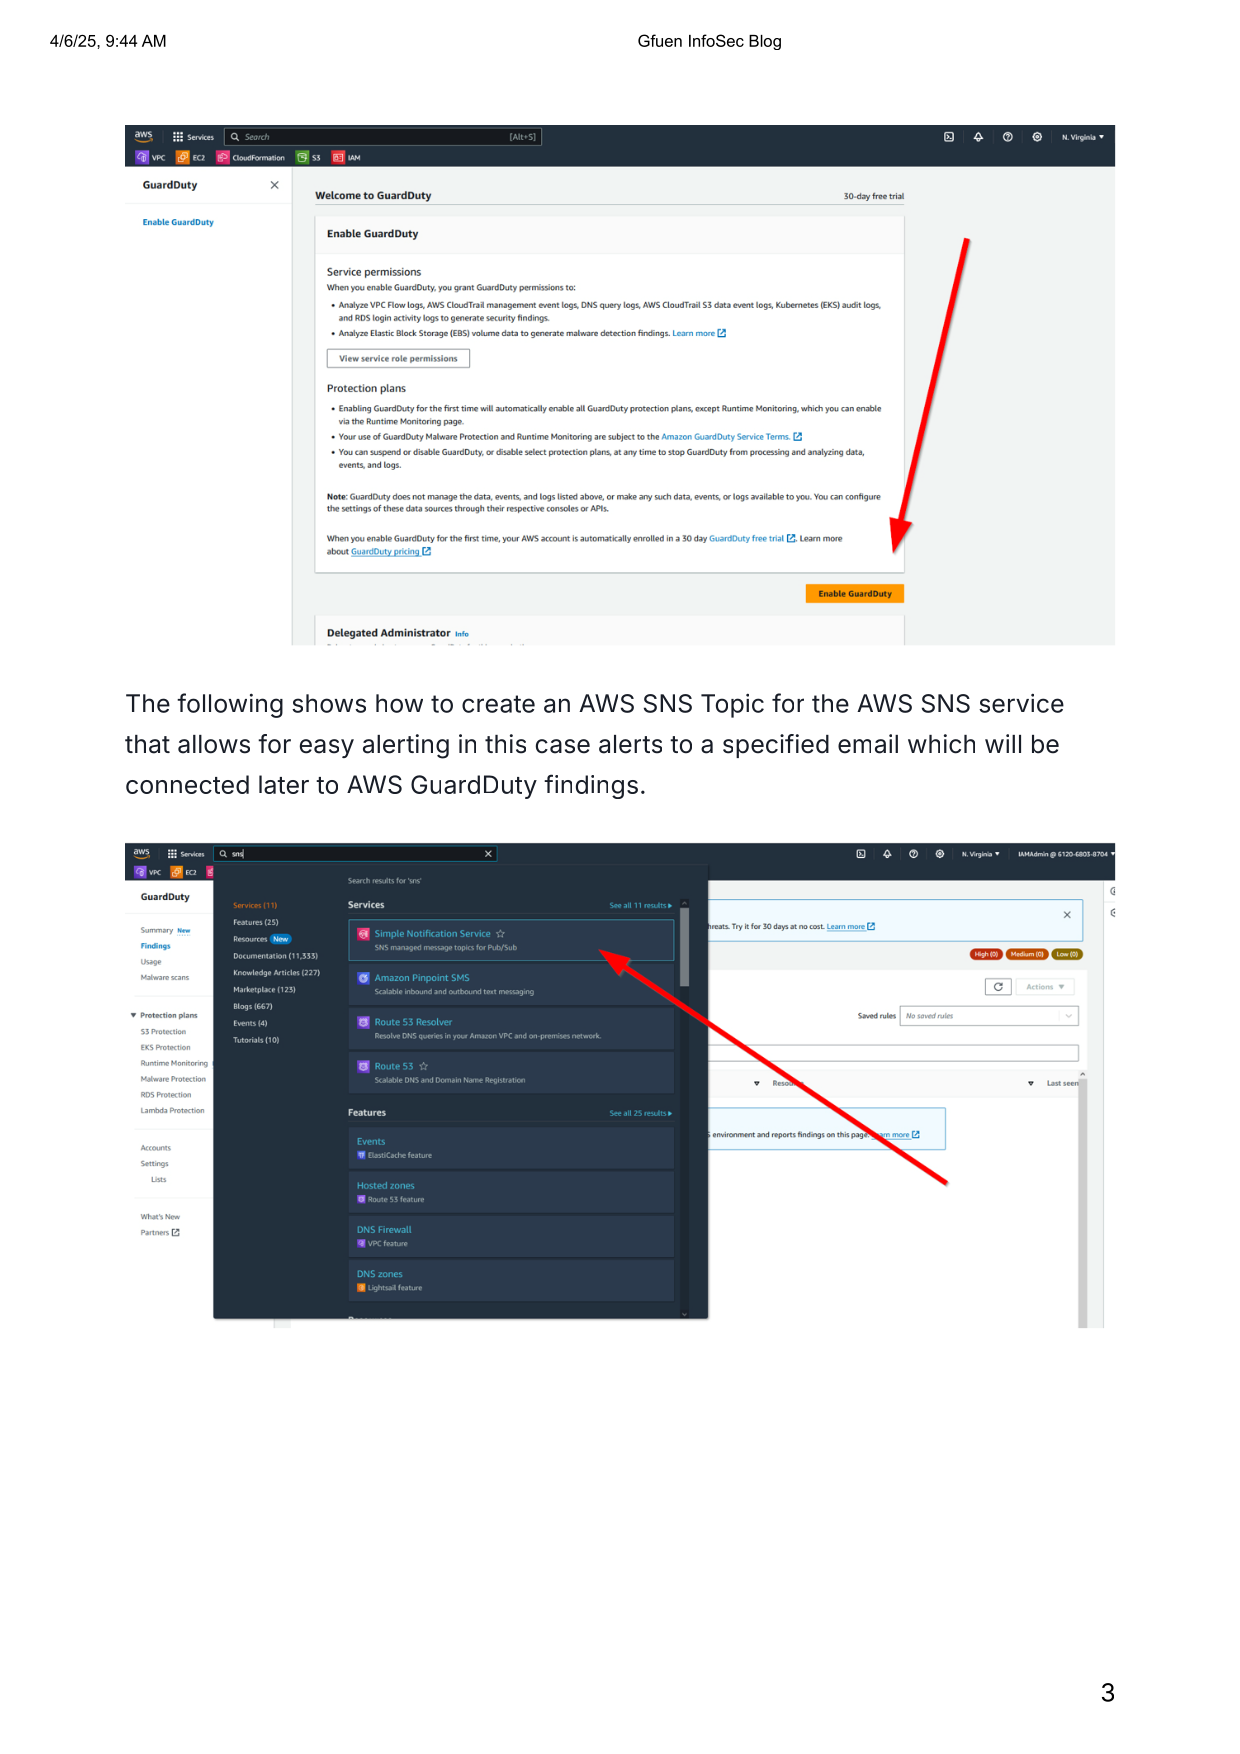 4/6/25, 9:44 AM
Gfuen InfoSec Blog
aws
Services
Search
[Alt+S]
N. Virginia
VPC
EC2
CloudFormation
S3
IAM
GuardDuty
Enable GuardDuty
Welcome to GuardDuty
30-day free trial
Enable GuardDuty
Service permissions
When you enable GuardDuty, you grant GuardDuty permissions to:
• Analyze VPC Flow logs, AWS CloudTrail management event logs, DNS query logs, AWS CloudTrail S3 data event logs, Kubernetes (EKS) audit logs,
and RDS login activity logs to generate security findings.
• Analyze Elastic Block Storage (EBS) volume data to generate malware detection findings. Learn more
View service role permissions
Protection plans
• Enabling GuardDuty for the first time will automatically enable all GuardDuty protection plans, except Runtime Monitoring, which you can enable
via the Runtime Monitoring page.
• Your use of GuardDuty Malware Protection and Runtime Monitoring are subject to the Amazon GuardDuty Service Terms.
• You can suspend or disable GuardDuty, or disable select protection plans, at any time to stop GuardDuty from processing and analyzing data,
events, and logs.
Note: GuardDuty does not manage the data, events, and logs listed above, or make any such data, events, or logs available to you. You can configure
the settings of these data sources through their respective consoles or APIs.
When you enable GuardDuty for the first time, your AWS account is automatically enrolled in a 30 day GuardDuty free trial. Learn more
about GuardDuty pricing
Enable GuardDuty
Delegated Administrator Info
The following shows how to create an AWS SNS Topic for the AWS SNS service
that allows for easy alerting in this case alerts to a specified email which will be
connected later to AWS GuardDuty findings.
aws
Services
sns
N. Virginia
IAMAdmin @ 6120-6803-8704
VPC
EC2
GuardDuty
Summary New
Findings
Usage
Malware scans
Protection plans
S3 Protection
EKS Protection
Runtime Monitoring
Malware Protection
RDS Protection
Lambda Protection
Accounts
Settings
Lists
What's New
Partners
Search results for 'sns'
Services (11)
Features (25)
Resources New
Documentation (11,333)
Knowledge Articles (227)
Marketplace (123)
Blogs (667)
Events (4)
Tutorials (10)
Services
See all 11 results
Simple Notification Service
SNS managed message topics for Pub/Sub
Amazon Pinpoint SMS
Scalable inbound and outbound text messaging
Route 53 Resolver
Resolve DNS queries in your Amazon VPC and on-premises network.
Route 53
Scalable DNS and Domain Name Registration
Features
See all 25 results
Events
ElastiCache feature
Hosted zones
Route 53 feature
DNS Firewall
VPC feature
DNS zones
Lightsail feature
hreats. Try it for 30 days at no cost. Learn more
High (0)
Medium (0)
Low (0)
Actions
Saved rules
No saved rules
Last seen
environment and reports findings on this page. more
3